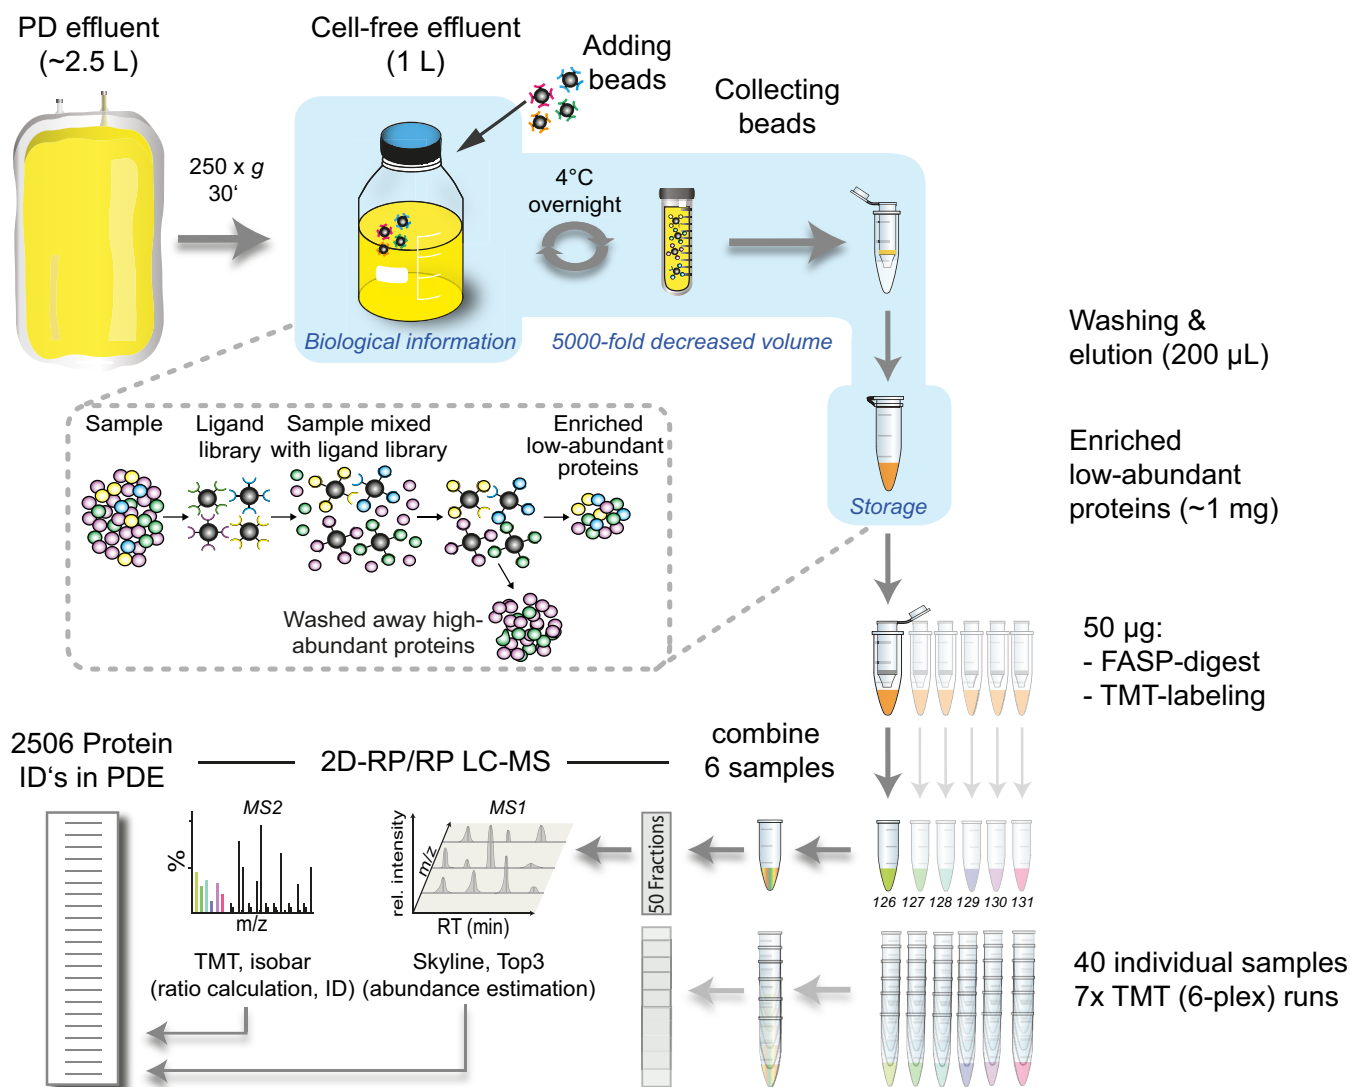 PD effluent
(~2.5 L)
Cell-free effluent
(1 L)
Adding
beads
Collecting
beads
250 x g
30‘
4°C
overnight
Biological information
5000-fold decreased volume
Washing &
elution (200 µL)
Storage
Enriched
low-abundant
proteins (~1 mg)
Sample
Ligand
library
Sample mixed
with ligand library
Enriched
low-abundant
proteins
Washed away high-
abundant proteins
50 µg:
- FASP-digest
- TMT-labeling
2506 Protein
ID‘s in PDE
2D-RP/RP LC-MS
combine
6 samples
MS2
%
m/z
MS1
rel. intensity
m/z
RT (min)
50 Fractions
126
127
128
129
130
131
TMT, isobar
(ratio calculation, ID)
Skyline, Top3
(abundance estimation)
40 individual samples
7x TMT (6-plex) runs